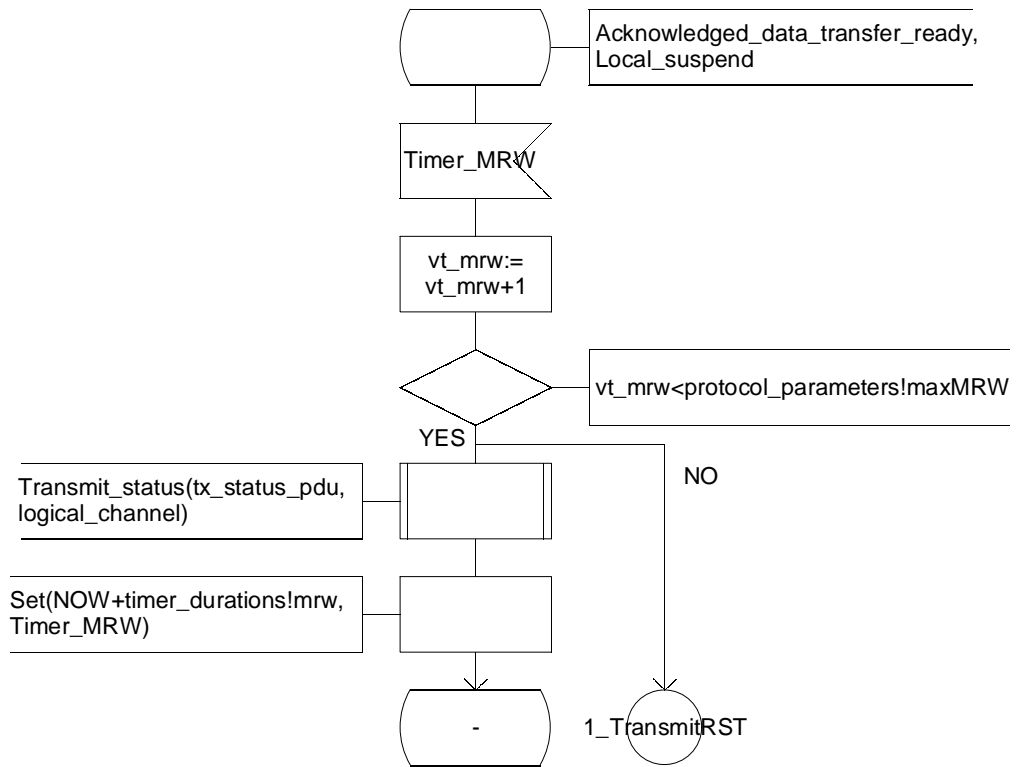 Acknowledged_data_transfer_ready,
Local_suspend
Timer_MRW
vt_mrw:=
vt_mrw+1
vt_mrw<protocol_parameters!maxMRW
YES
NO
Transmit_status(tx_status_pdu,
logical_channel)
Set(NOW+timer_durations!mrw,
Timer_MRW)
-
1_TransmitRST